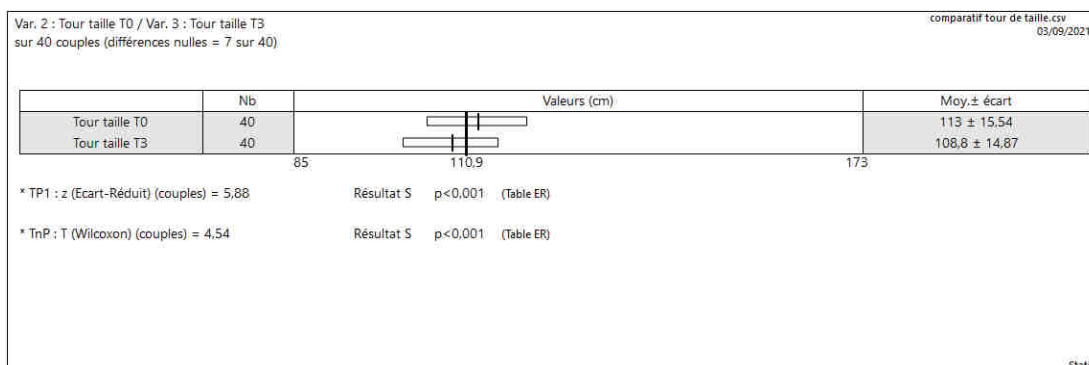 Var. 2 : Tour taille T0 / Var. 3 : Tour taille T3
sur 40 couples (différences nulles = 7 sur 40)
comparatif tour de taille.csv
03/09/2021
Nb Valeurs (cm) Moy.± écart
Tour taille T0 40 113 ± 15,54
Tour taille T3 40 108,8 ± 14,87
85 110,9 173
* TP1 : z (Ecart-Réduit) (couples) = 5,88 Résultat S p<0,001 (Table ER)
* TnP : T (Wilcoxon) (couples) = 4,54 Résultat S p<0,001 (Table ER)